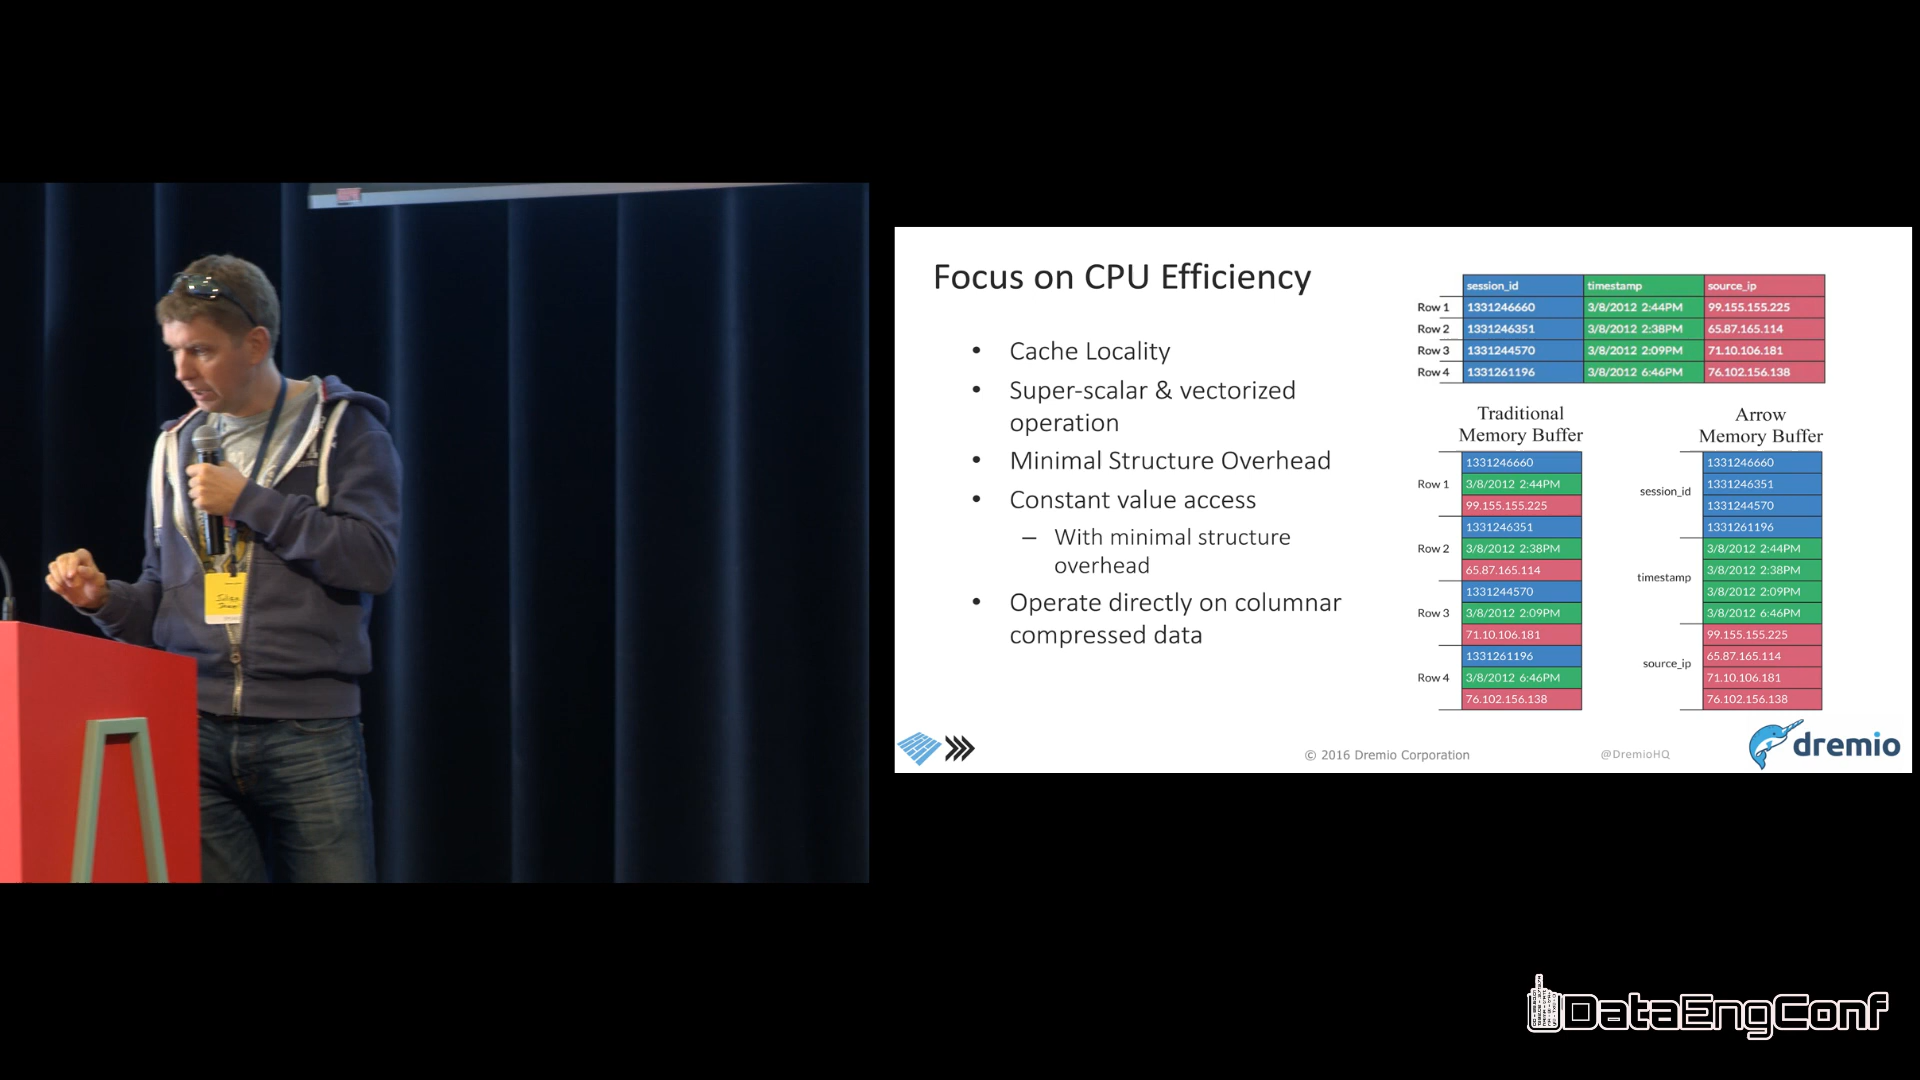 Focus on CPU Efficiency
• Cache Locality
• Super-scalar & vectorized
operation
• Minimal Structure Overhead
• Constant value access
– With minimal structure
overhead
• Operate directly on columnar
compressed data
session_id timestamp source_ip
Row 1 1331246660 3/8/2012 2:44PM 99.155.155.225
Row 2 1331246351 3/8/2012 2:38PM 65.87.165.114
Row 3 1331244570 3/8/2012 2:09PM 71.10.106.181
Row 4 1331261196 3/8/2012 6:46PM 76.102.156.138
Traditional
Memory Buffer
1331246660
Row 1 3/8/2012 2:44PM
99.155.155.225
1331246351
Row 2 3/8/2012 2:38PM
65.87.165.114
1331244570
Row 3 3/8/2012 2:09PM
71.10.106.181
1331261196
Row 4 3/8/2012 6:46PM
76.102.156.138
Arrow
Memory Buffer
session_id
1331246660
1331246351
1331244570
1331261196
timestamp
3/8/2012 2:44PM
3/8/2012 2:38PM
3/8/2012 2:09PM
3/8/2012 6:46PM
source_ip
99.155.155.225
65.87.165.114
71.10.106.181
76.102.156.138
© 2016 Dremio Corporation
@DremioHQ
dremio
DataEngConf